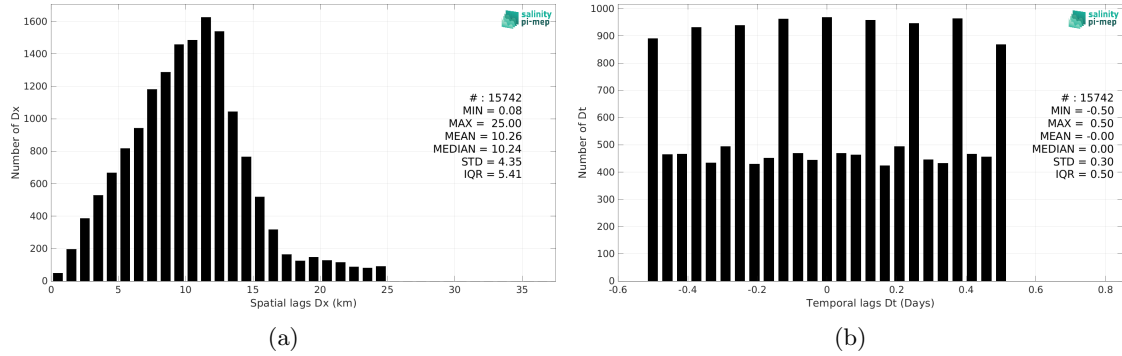 1600
1400
1200
1000
800
600
400
200
0
Number of Dx
0 5 10 15 20 25 30 35
Spatial lags Dx (km)
salinity
pi-mep
# : 15742
MIN = 0.08
MAX = 25.00
MEAN = 10.26
MEDIAN = 10.24
STD = 4.35
IQR = 5.41
(a)
1000
900
800
700
600
500
400
300
200
100
0
Number of Dt
-0.6 -0.4 -0.2 0 0.2 0.4 0.6 0.8
Temporal lags Dt (Days)
salinity
pi-mep
# : 15742
MIN = -0.50
MAX = 0.50
MEAN = -0.00
MEDIAN = 0.00
STD = 0.30
IQR = 0.50
(b)